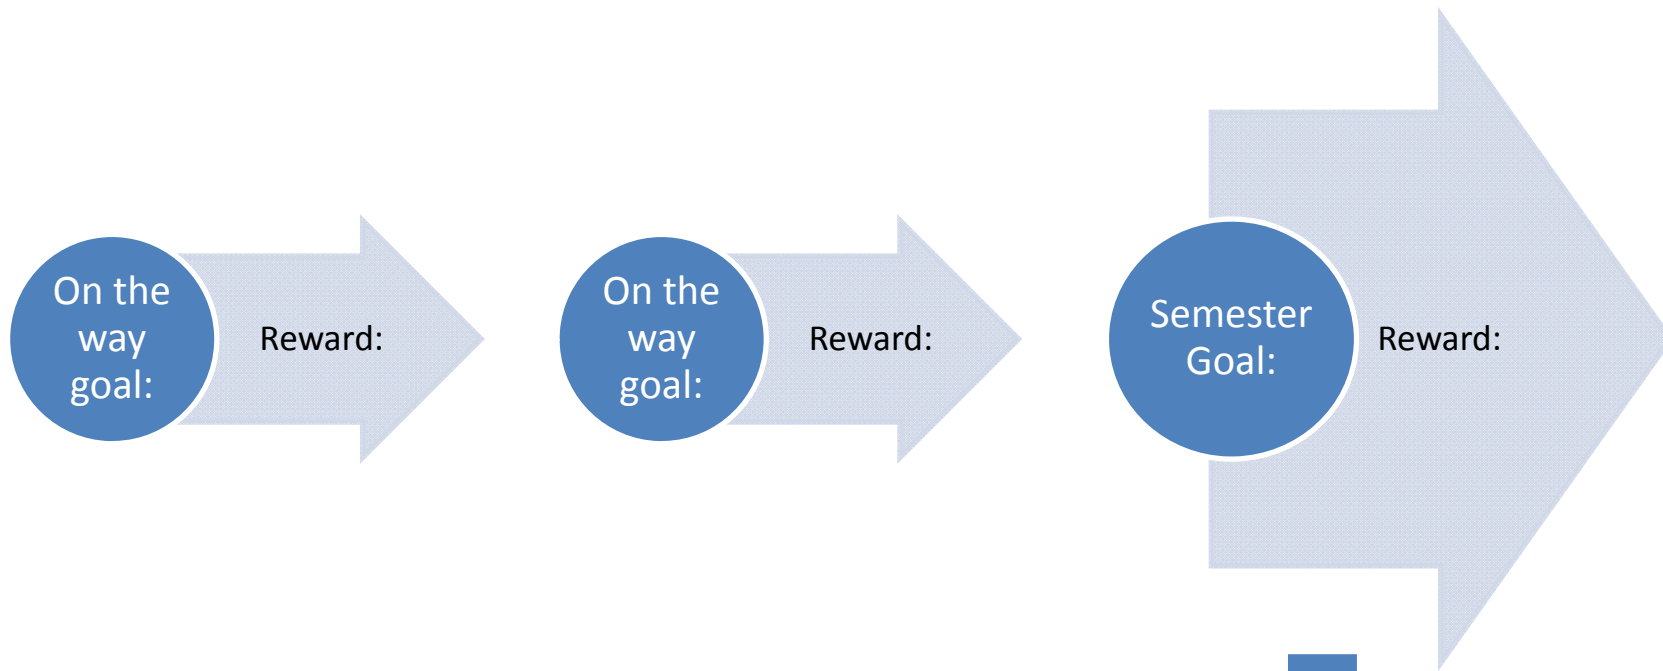 On the
way
goal:
Reward:
On the
way
goal:
Reward:
Semester
Goal:
Reward: